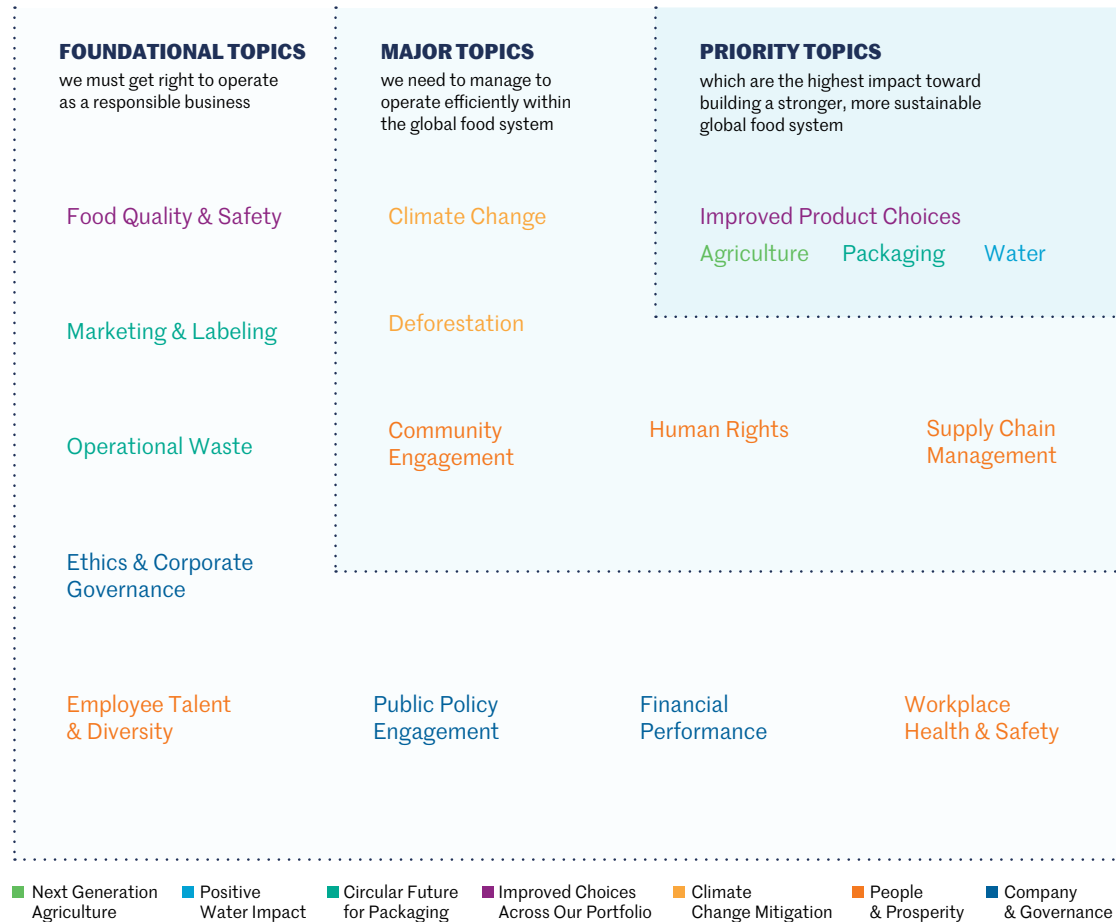 FOUNDATIONAL TOPICS
we must get right to operate
as a responsible business
MAJOR TOPICS
we need to manage to
operate efficiently within
the global food system
PRIORITY TOPICS
which are the highest impact toward
building a stronger, more sustainable
global food system
Food Quality & Safety
Climate Change
Improved Product Choices
Agriculture Packaging Water
Marketing & Labeling
Deforestation
Operational Waste
Community
Engagement
Human Rights
Supply Chain
Management
Ethics & Corporate
Governance
Employee Talent
& Diversity
Public Policy
Engagement
Financial
Performance
Workplace
Health & Safety
Next Generation
Agriculture
Positive
Water Impact
Circular Future
for Packaging
Improved Choices
Across Our Portfolio
Climate
Change Mitigation
People
& Prosperity
Company
& Governance